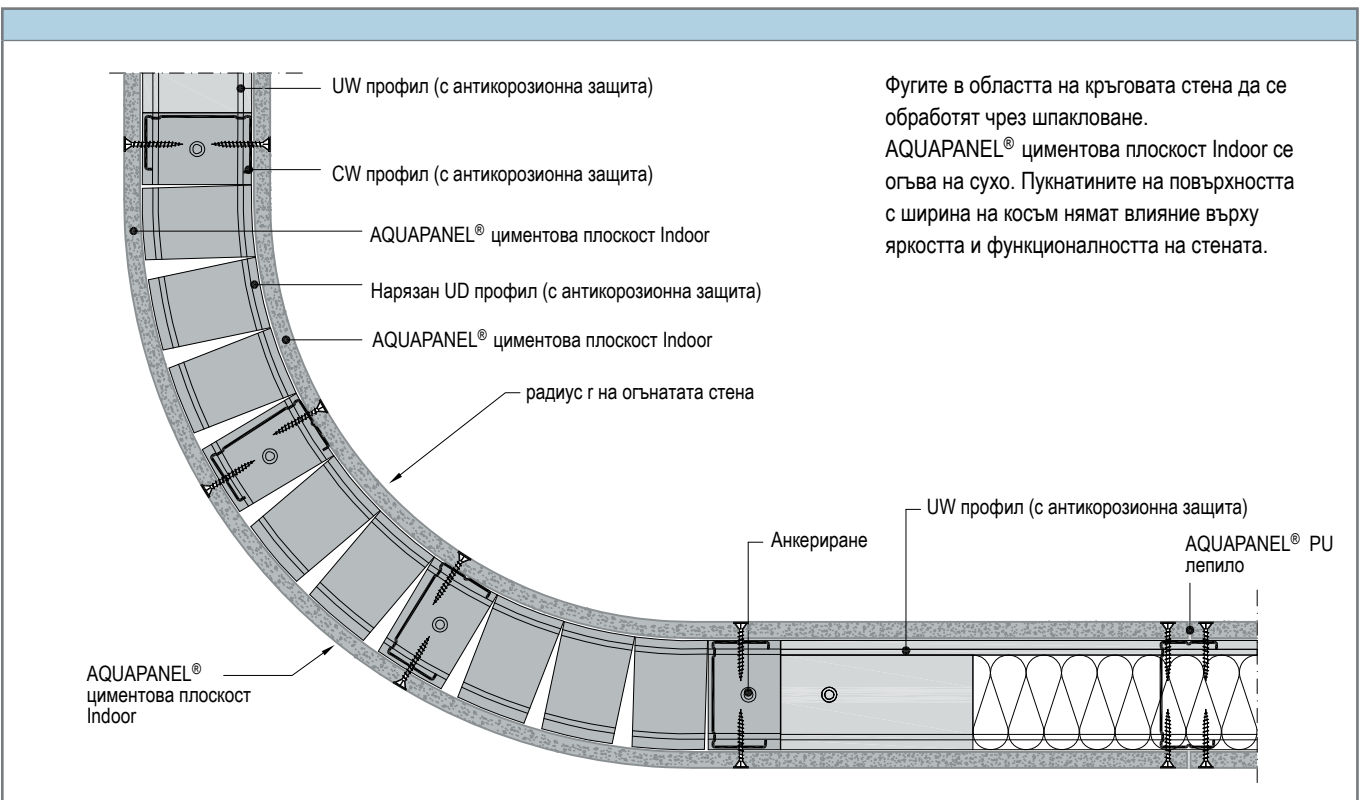 UW профил (с антикорозионна защита)
CW профил (с антикорозионна защита)
AQUAPANEL® циментова плоскост Indoor
Нарязан UD профил (с антикорозионна защита)
AQUAPANEL® циментова плоскост Indoor
радиус r на огънатата стена
Фугите в областта на кръговата стена да се
обработят чрез шпакловане.
AQUAPANEL® циментова плоскост Indoor се
огъва на сухо. Пукнатините на повърхността
с ширина на косъм нямат влияние върху
яркостта и функционалността на стената.
UW профил (с антикорозионна защита)
Анкериране
AQUAPANEL® PU
лепило
AQUAPANEL®
циментова плоскост
Indoor